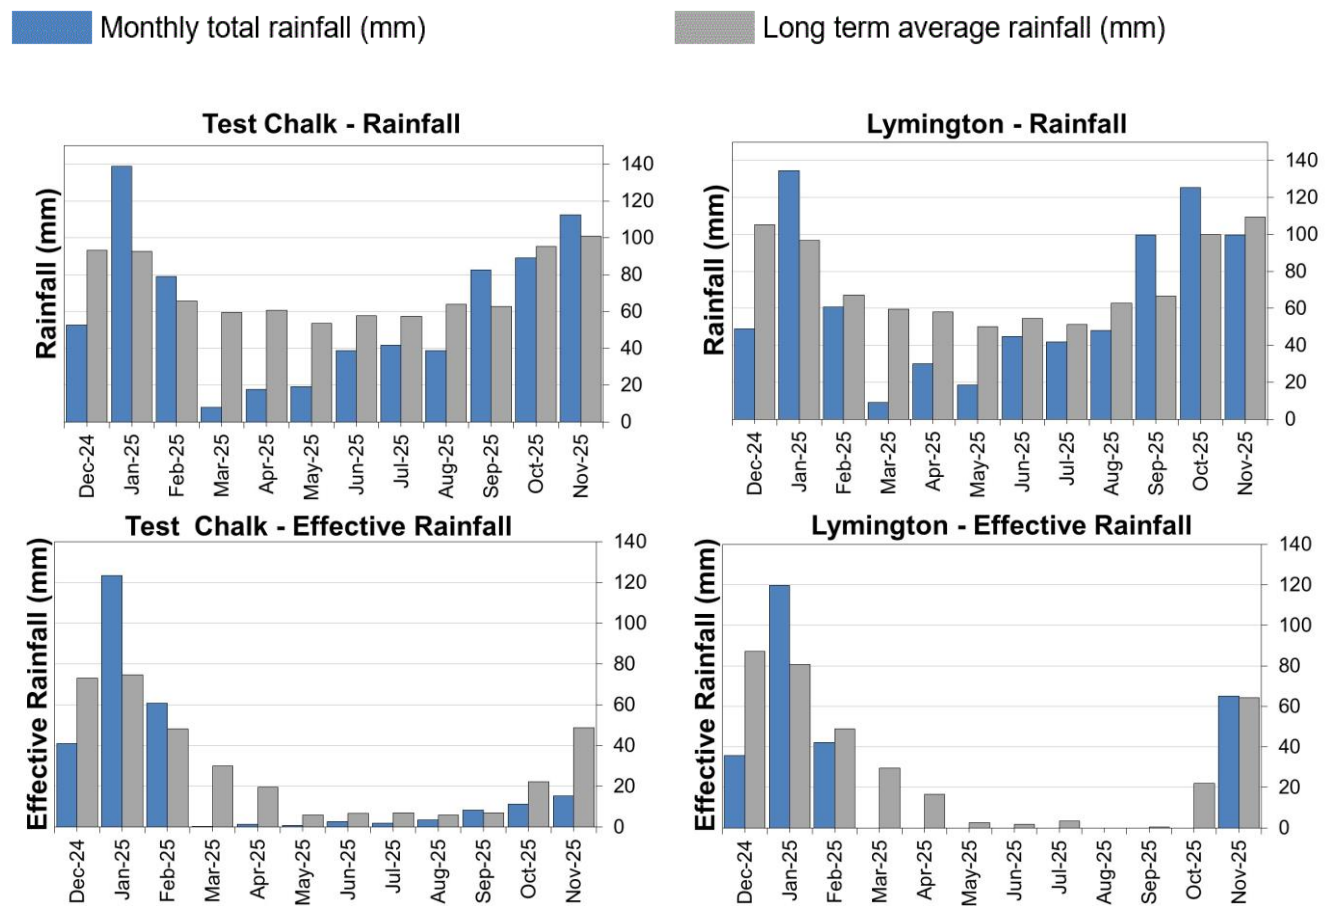 Monthly total rainfall (mm)
Long term average rainfall (mm)
Test Chalk - Rainfall
Rainfall (mm)
140
120
100
80
60
40
20
0
Dec-24
Jan-25
Feb-25
Mar-25
Apr-25
May-25
Jun-25
Jul-25
Aug-25
Sep-25
Oct-25
Nov-25
Lymington - Rainfall
Rainfall (mm)
140
120
100
80
60
40
20
0
Dec-24
Jan-25
Feb-25
Mar-25
Apr-25
May-25
Jun-25
Jul-25
Aug-25
Sep-25
Oct-25
Nov-25
Test  Chalk - Effective Rainfall
Effective Rainfall (mm)
140
120
100
80
60
40
20
0
Dec-24
Jan-25
Feb-25
Mar-25
Apr-25
May-25
Jun-25
Jul-25
Aug-25
Sep-25
Oct-25
Nov-25
Lymington - Effective Rainfall
Effective Rainfall (mm)
140
120
100
80
60
40
20
0
Dec-24
Jan-25
Feb-25
Mar-25
Apr-25
May-25
Jun-25
Jul-25
Aug-25
Sep-25
Oct-25
Nov-25